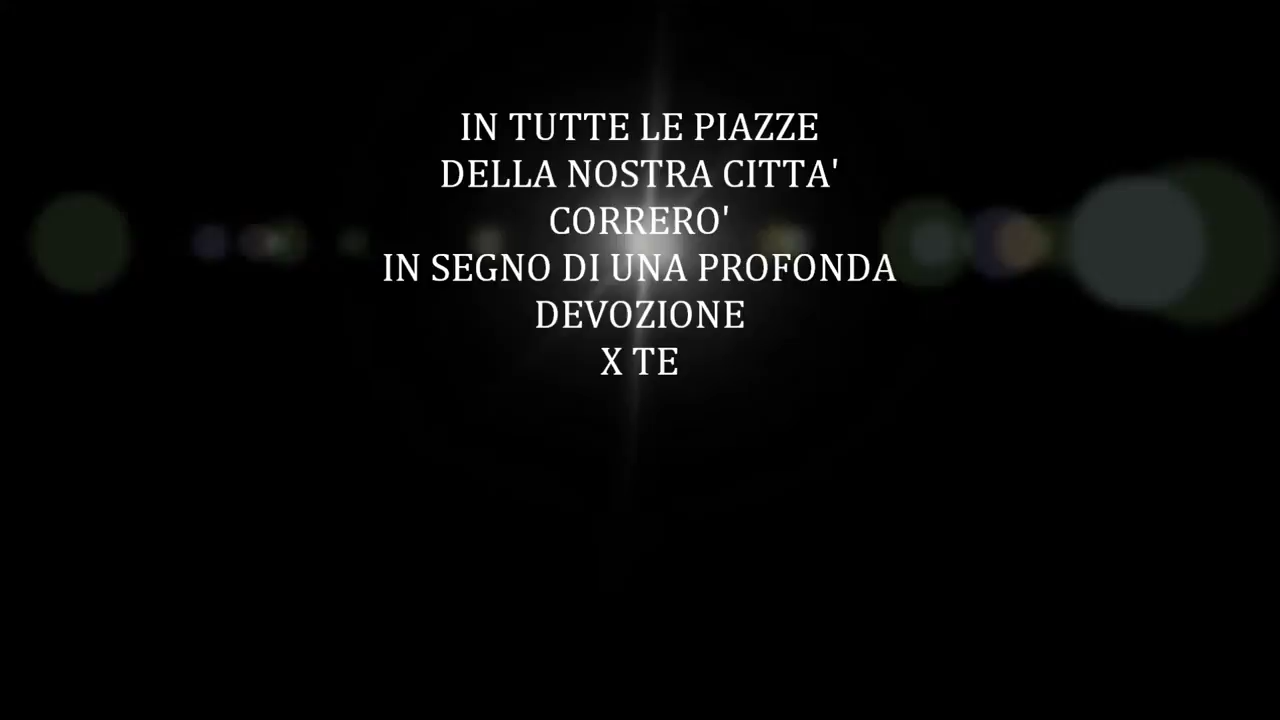 IN TUTTE LE PIAZZE
DELLA NOSTRA CITTA'
CORRERO'
IN SEGNO DI UNA PROFONDA
DEVOZIONE
X TE